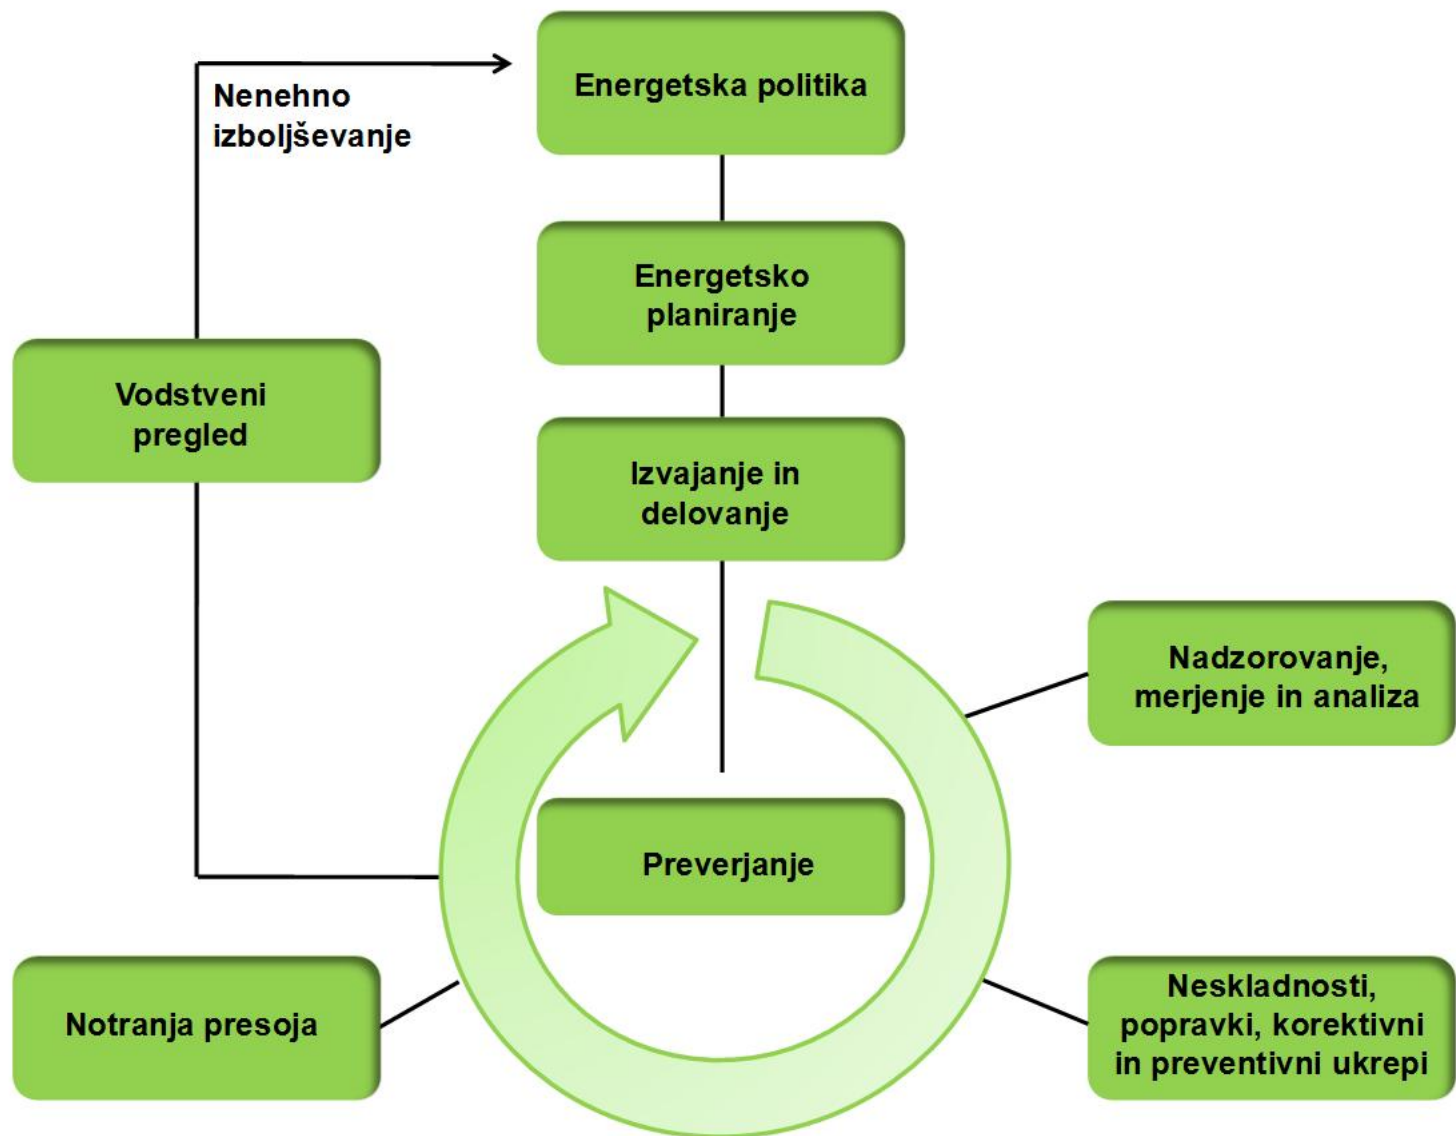 Energetska politika
Nenehno
izboljševanje
Energetsko
planiranje
Vodstveni
pregled
Izvajanje in
delovanje
Nadzorovanje,
merjenje in analiza
Preverjanje
Notranja presoja
Neskladnosti,
popravki, korektivni
in preventivni ukrepi